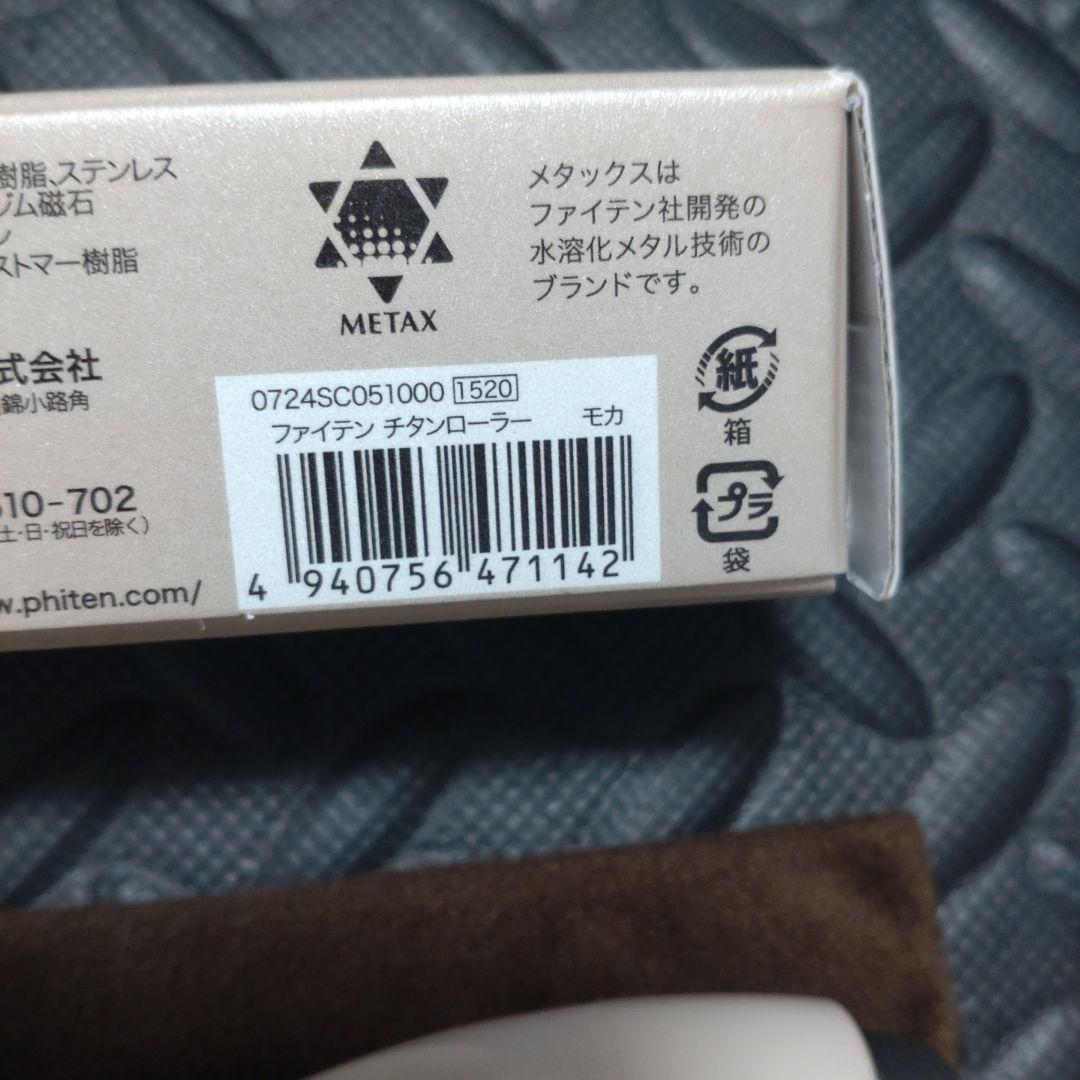 樹脂、ステンレス
ジム磁石
ン
ストマー樹脂
式会社
錦小路角
510-702
土・日・祝日を除く）
w.phiten.com/
METAX
メタックスは
ファイテン社開発の
水溶化メタル技術の
ブランドです。
0724SC051000 1520
ファイテン チタンローラー モカ
4 940756 471142
紙
箱
プラ
袋